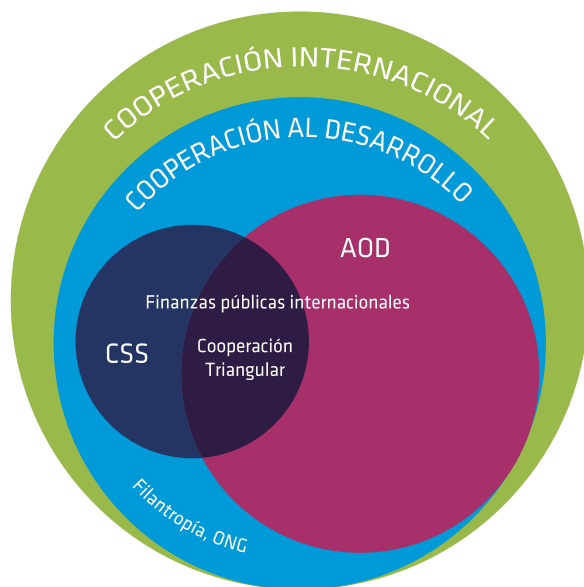 COOPERACIÓN INTERNACIONAL
COOPERACIÓN AL DESARROLLO
AOD
Finanzas públicas internacionales
CSS
Cooperación
Triangular
Filantropía, ONG